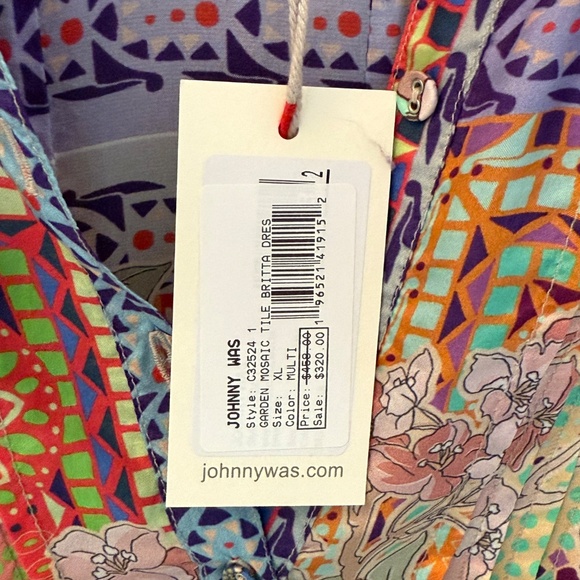 JOHNNY WAS
Style: C32524 1
GARDEN MOSAIC TILE BRITTA DRES
Size: XL
Color: MULTI
Price: $458.00
Sale: $320.00
1 96521 41915 2
2
johnnywas.com